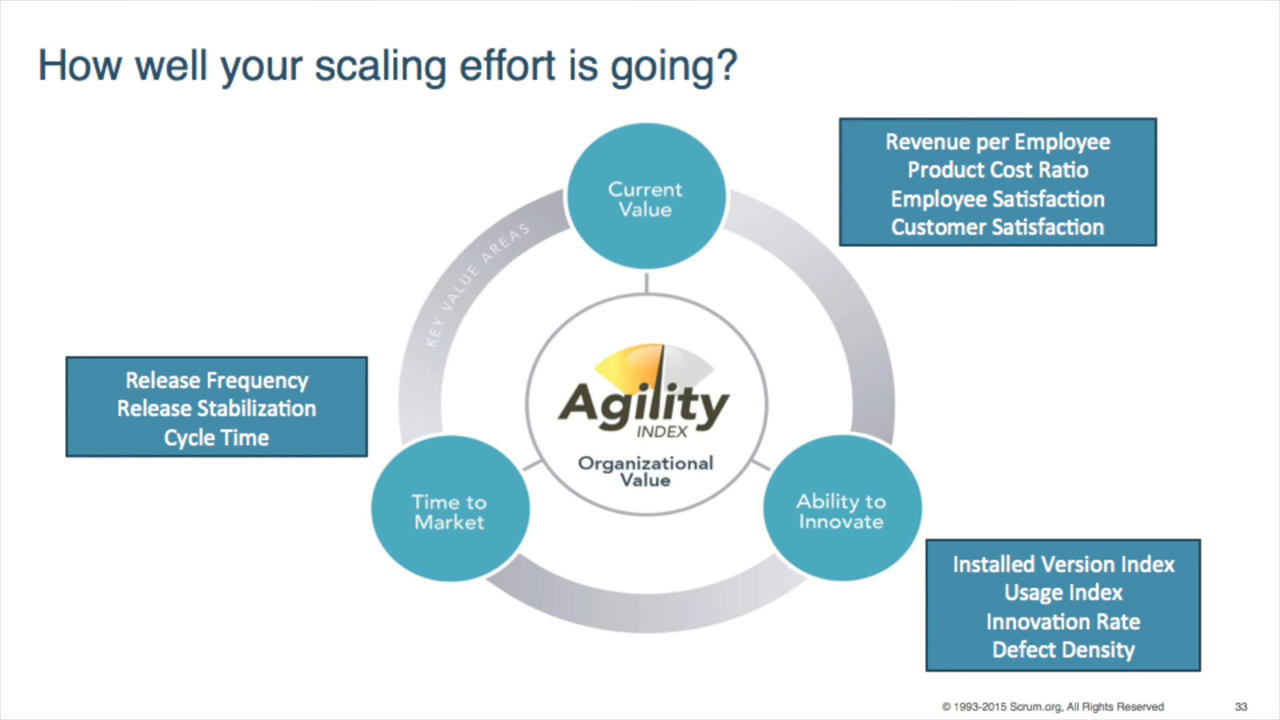 How well your scaling effort is going?
Current
Value
Revenue per Employee
Product Cost Ratio
Employee Satisfaction
Customer Satisfaction
KEY VALUE AREAS
Release Frequency
Release Stabilization
Cycle Time
Agility
INDEX
Organizational
Value
Time to
Market
Ability to
Innovate
Installed Version Index
Usage Index
Innovation Rate
Defect Density
© 1993-2015 Scrum.org, All Rights Reserved
33